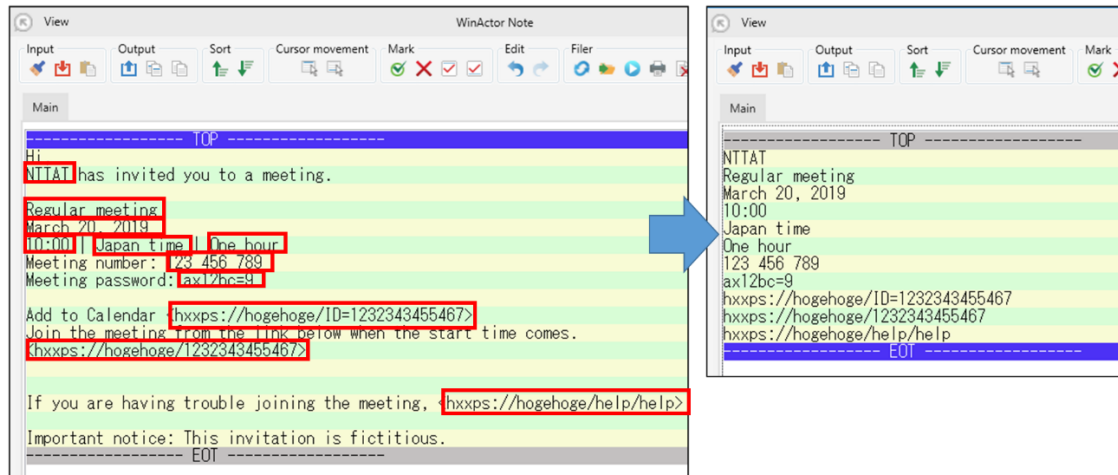 View
WinActor Note
Input Output Sort Cursor movement Mark Edit Filer
Main
------------------ TOP ------------------
Hi
NTTAT has invited you to a meeting.
Regular meeting
March 20, 2019
10:00 | Japan time | One hour
Meeting number: 123 456 789
Meeting password: ax12bc=9
Add to Calendar <hxxps://hogehoge/ID=1232343455467>
Join the meeting from the link below when the start time comes.
<hxxps://hogehoge/1232343455467>
If you are having trouble joining the meeting, <hxxps://hogehoge/help/help>
Important notice: This invitation is fictitious.
------------------ EOT ------------------
View
Input Output Sort Cursor movement Mark
Main
------------------ TOP ------------------
NTTAT
Regular meeting
March 20, 2019
10:00
Japan time
One hour
123 456 789
ax12bc=9
hxxps://hogehoge/ID=1232343455467
hxxps://hogehoge/1232343455467
hxxps://hogehoge/help/help
------------------ EOT ------------------